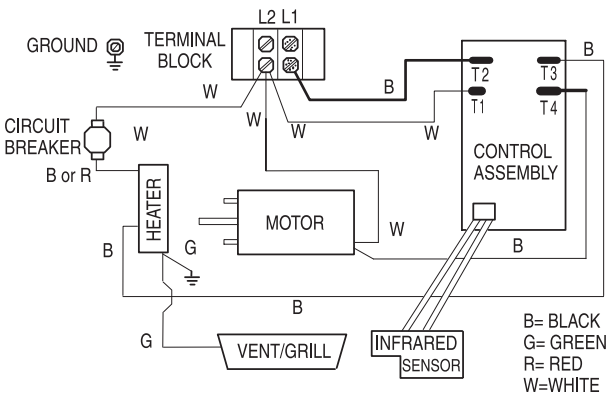 L2 L1
GROUND
TERMINAL
BLOCK
B
T2
T3
W
B
T1
T4
CIRCUIT
BREAKER
W
W
W
W
CONTROL
ASSEMBLY
B or R
HEATER
MOTOR
W
B
G
B
B
G
VENT/GRILL
INFRARED
SENSOR
B= BLACK
G= GREEN
R= RED
W=WHITE